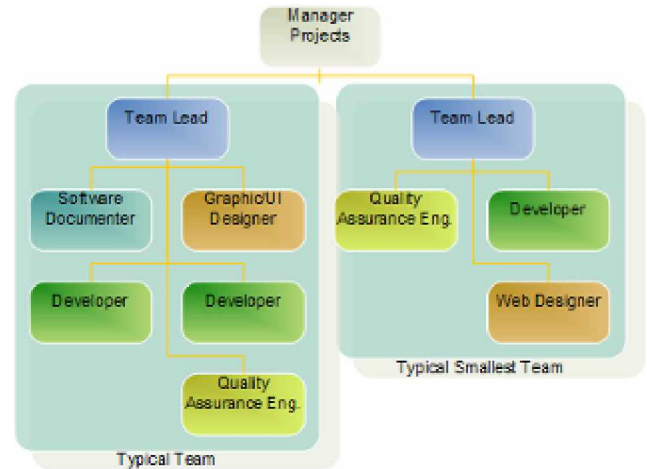 Manager
Projects
Team Lead
Software
Documenter
Graphic/UI
Designer
Developer
Developer
Quality
Assurance Eng.
Typical Team
Team Lead
Quality
Assurance Eng.
Developer
Web Designer
Typical Smallest Team